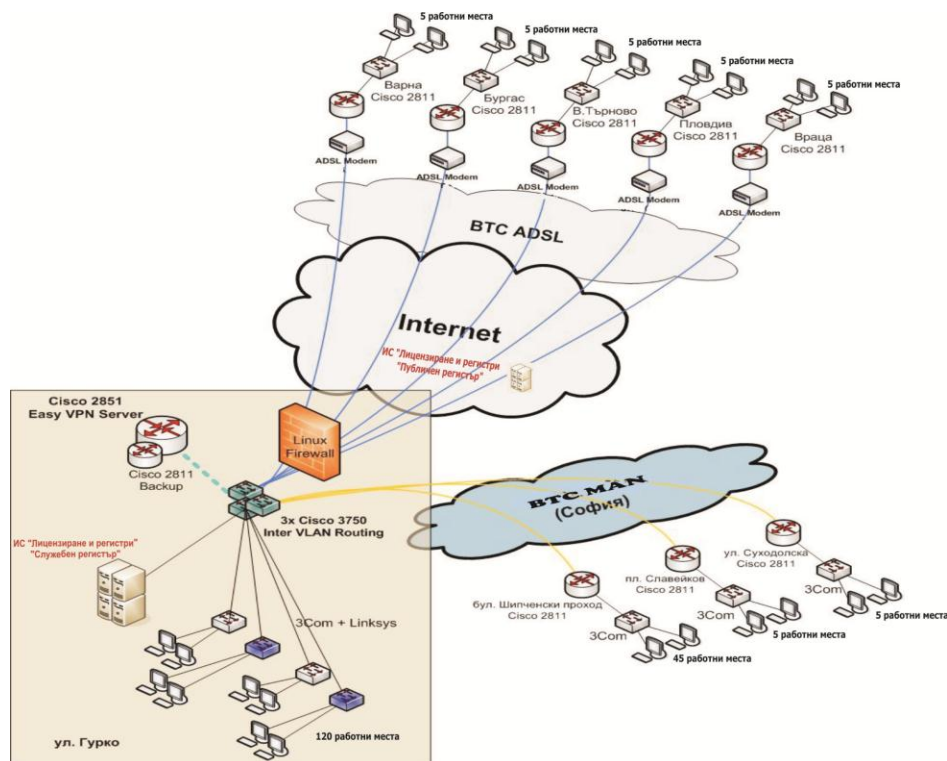 5 работни места
5 работни места
5 работни места
5 работни места
5 работни места
Варна
Cisco 2811
Бургас
Cisco 2811
В.Търново
Cisco 2811
Пловдив
Cisco 2811
Враца
Cisco 2811
ADSL Modem
ADSL Modem
ADSL Modem
ADSL Modem
ADSL Modem
BTC ADSL
Internet
ИС "Лицензиране и регистри
"Публичен регистър"
Cisco 2851
Easy VPN Server
Linux
Firewall
Cisco 2811
Backup
3x Cisco 3750
Inter VLAN Routing
ИС "Лицензиране и регистри"
"Служебен регистър"
3Com + Linksys
120 работни места
ул. Гурко
BTC MAN
(София)
ул. Суходолска
Cisco 2811
3Com
5 работни места
пл. Славейков
Cisco 2811
3Com
5 работни места
бул. Шипченски проход
Cisco 2811
3Com
45 работни места